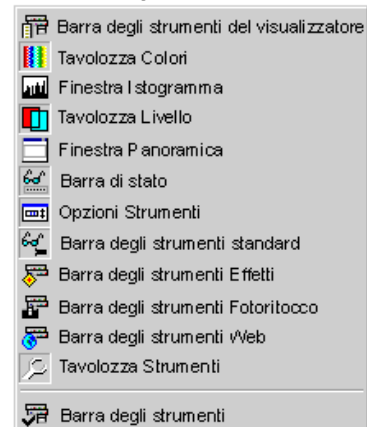 Barra degli strumenti del visualizzatore
Tavolozza Colori
Finestra Istogramma
Tavolozza Livello
Finestra Panoramica
Barra di stato
Opzioni Strumenti
Barra degli strumenti standard
Barra degli strumenti Effetti
Barra degli strumenti Fotoritocco
Barra degli strumenti Web
Tavolozza Strumenti
Barra degli strumenti